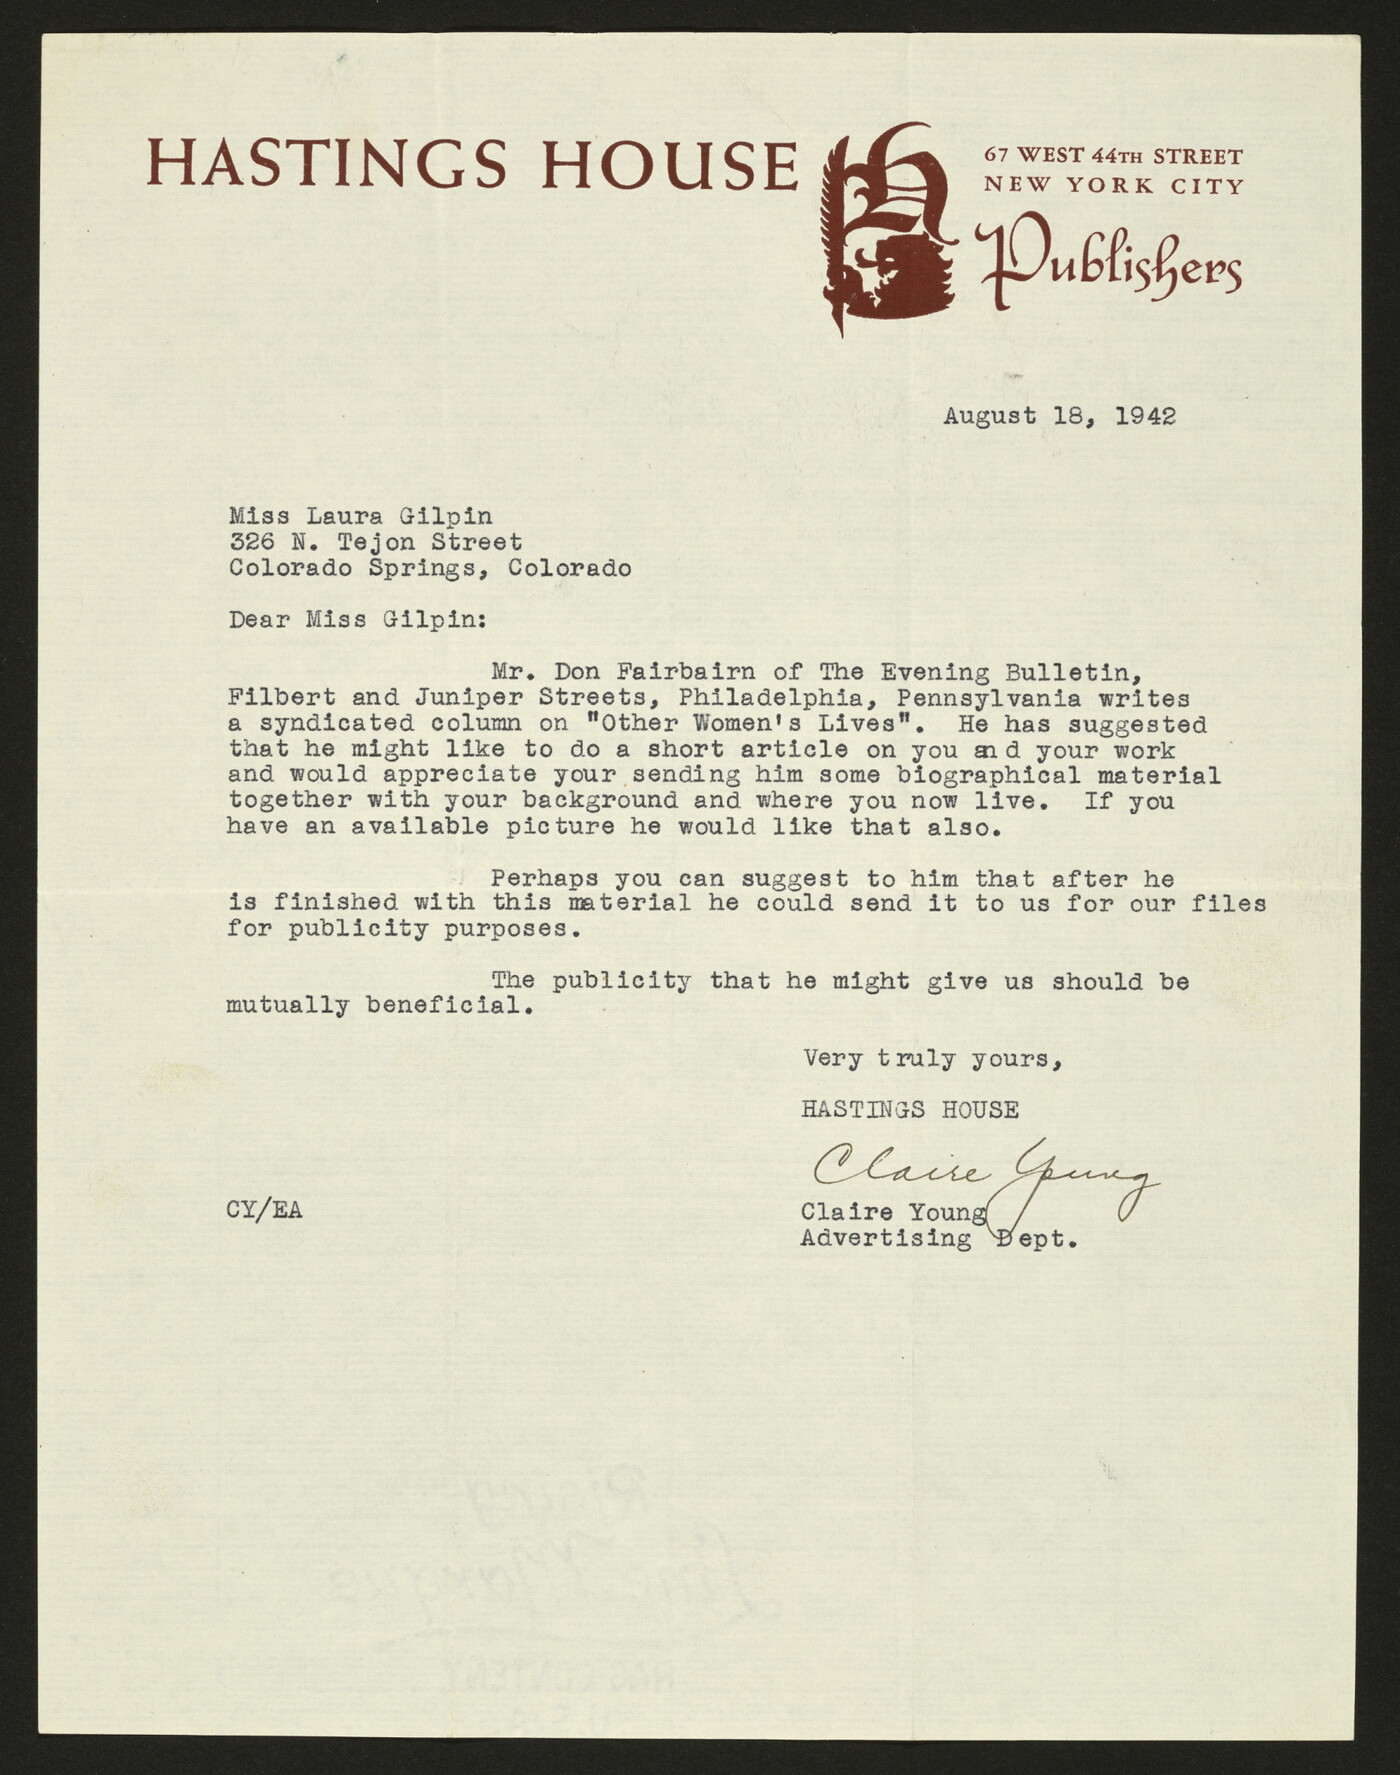 HASTINGS HOUSE
67 WEST 44TH STREET
NEW YORK CITY
Publishers
August 18, 1942
Miss Laura Gilpin
326 N. Tejon Street
Colorado Springs, Colorado
Dear Miss Gilpin:
Mr. Don Fairbairn of The Evening Bulletin,
Filbert and Juniper Streets, Philadelphia, Pennsylvania writes
a syndicated column on "Other Women's Lives". He has suggested
that he might like to do a short article on you and your work
and would appreciate your sending him some biographical material
together with your background and where you now live. If you
have an available picture he would like that also.
Perhaps you can suggest to him that after he
is finished with this material he could send it to us for our files
for publicity purposes.
The publicity that he might give us should be
mutually beneficial.
Very truly yours,
HASTINGS HOUSE
Claire Young
CY/EA
Claire Young
Advertising Dept.